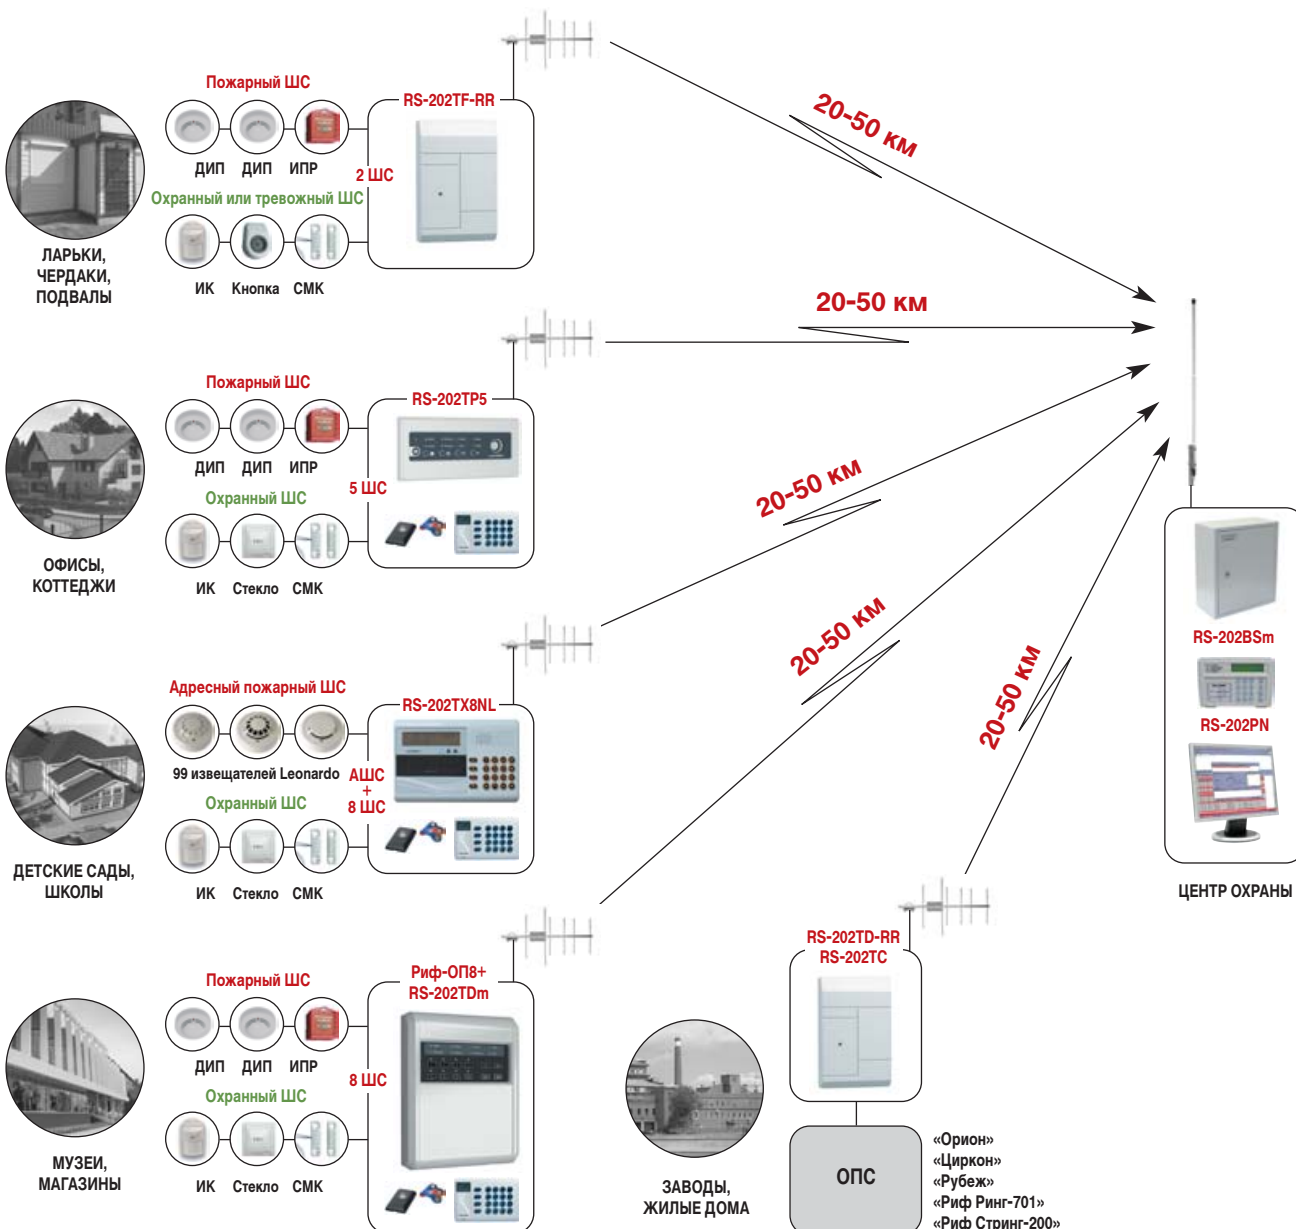 Пожарный ШС
RS-202TF-RR
20-50 км
ДИП ДИП ИПР
2 ШС
Охранный или тревожный ШС
ИК Кнопка СМК
ЛАРЬКИ,
ЧЕРДАКИ,
ПОДВАЛЫ
20-50 км
Пожарный ШС
RS-202TP5
ДИП ДИП ИПР
5 ШС
Охранный ШС
ИК Стекло СМК
ОФИСЫ,
КОТТЕДЖИ
20-50 км
Адресный пожарный ШС
RS-202TX8NL
99 извещателей Leonardo
АШС
+
8 ШС
Охранный ШС
ИК Стекло СМК
ДЕТСКИЕ САДЫ,
ШКОЛЫ
20-50 км
Пожарный ШС
Риф-ОП8+
RS-202TDm
ДИП ДИП ИПР
8 ШС
Охранный ШС
ИК Стекло СМК
МУЗЕИ,
МАГАЗИНЫ
20-50 км
RS-202TD-RR
RS-202TC
ЗАВОДЫ,
ЖИЛЫЕ ДОМА
ОПС
«Орион»
«Циркон»
«Рубеж»
«Риф Ринг-701»
«Риф Стринг-200»
RS-202BSm
RS-202PN
ЦЕНТР ОХРАНЫ